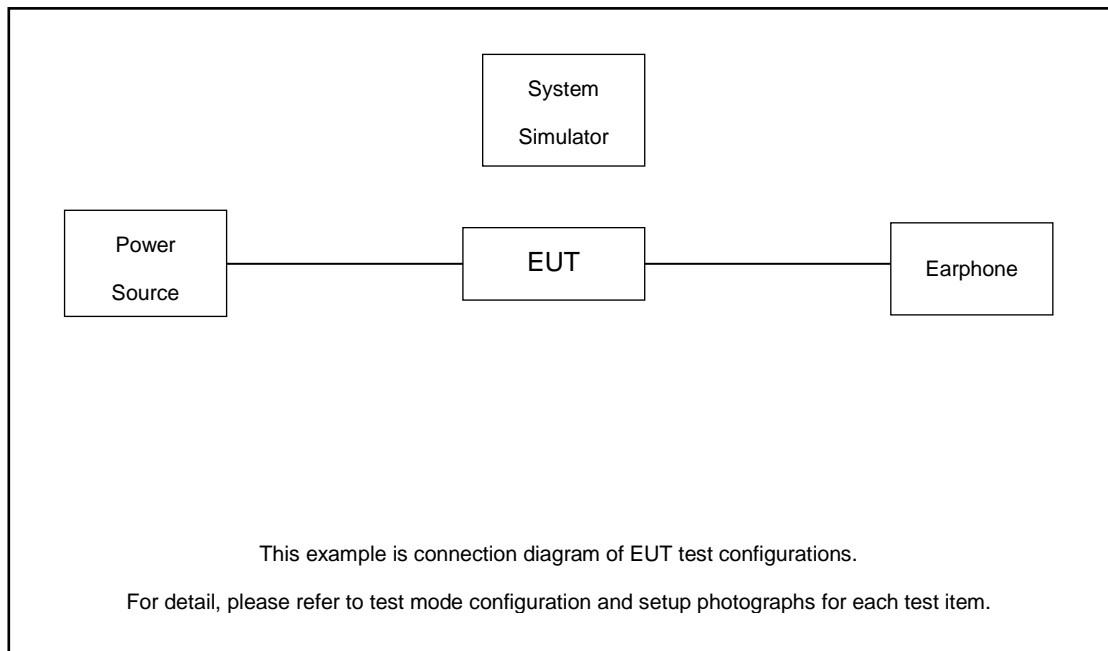 System
Simulator
Power
Source
EUT
Earphone
This example is connection diagram of EUT test configurations.
For detail, please refer to test mode configuration and setup photographs for each test item.